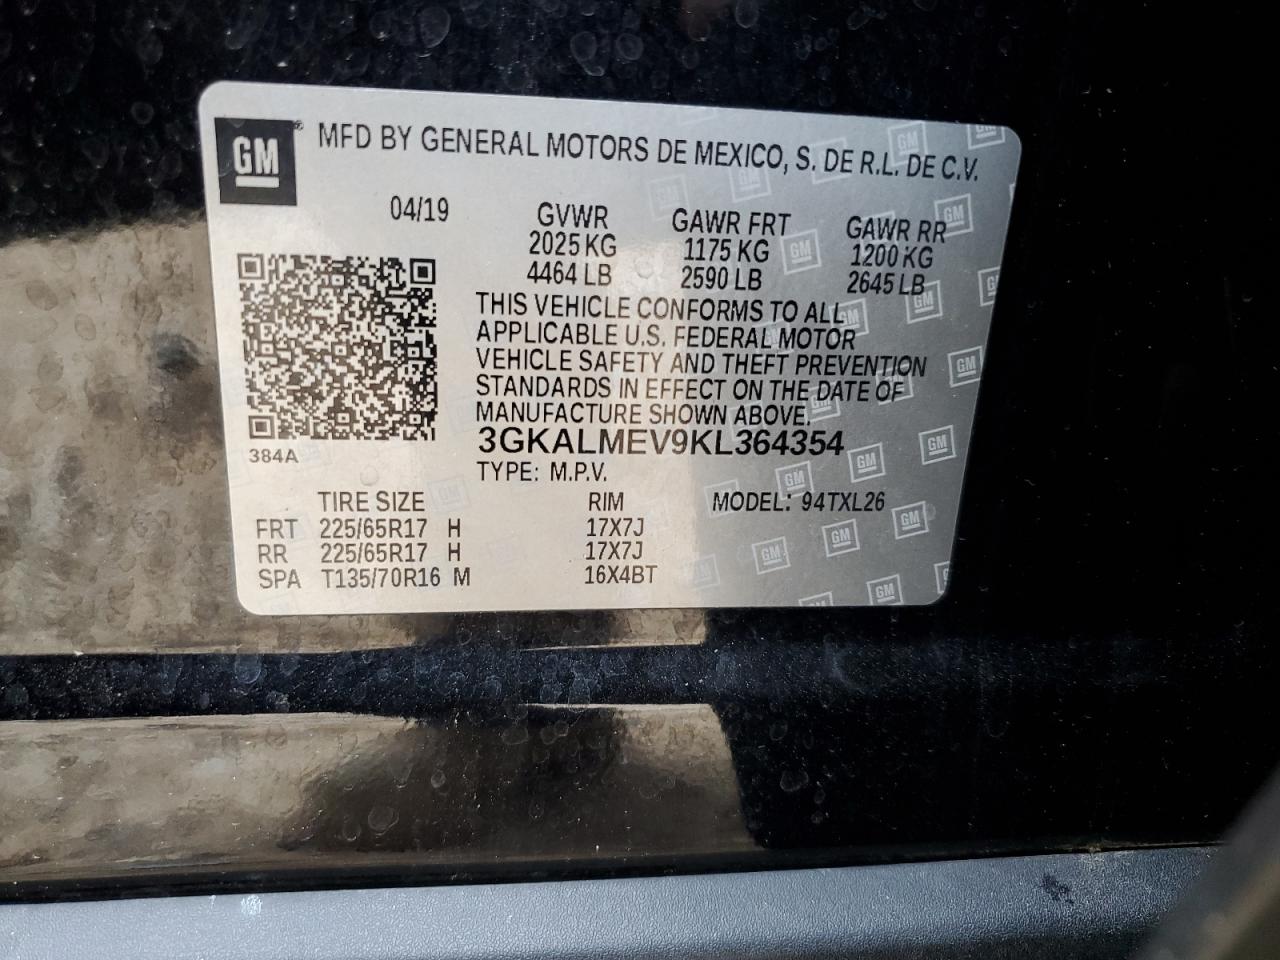 GM® MFD BY GENERAL MOTORS DE MEXICO, S. DE R.L. DE C.V.
04/19 GVWR GAWR FRT GAWR RR
2025 KG 1175 KG 1200 KG
4464 LB 2590 LB 2645 LB
THIS VEHICLE CONFORMS TO ALL
APPLICABLE U.S. FEDERAL MOTOR
VEHICLE SAFETY AND THEFT PREVENTION
STANDARDS IN EFFECT ON THE DATE OF
MANUFACTURE SHOWN ABOVE.
3GKALMEV9KL364354
384A
TYPE: M.P.V.
TIRE SIZE RIM MODEL: 94TXL26
FRT 225/65R17 H 17X7J
RR 225/65R17 H 17X7J
SPA T135/70R16 M 16X4BT